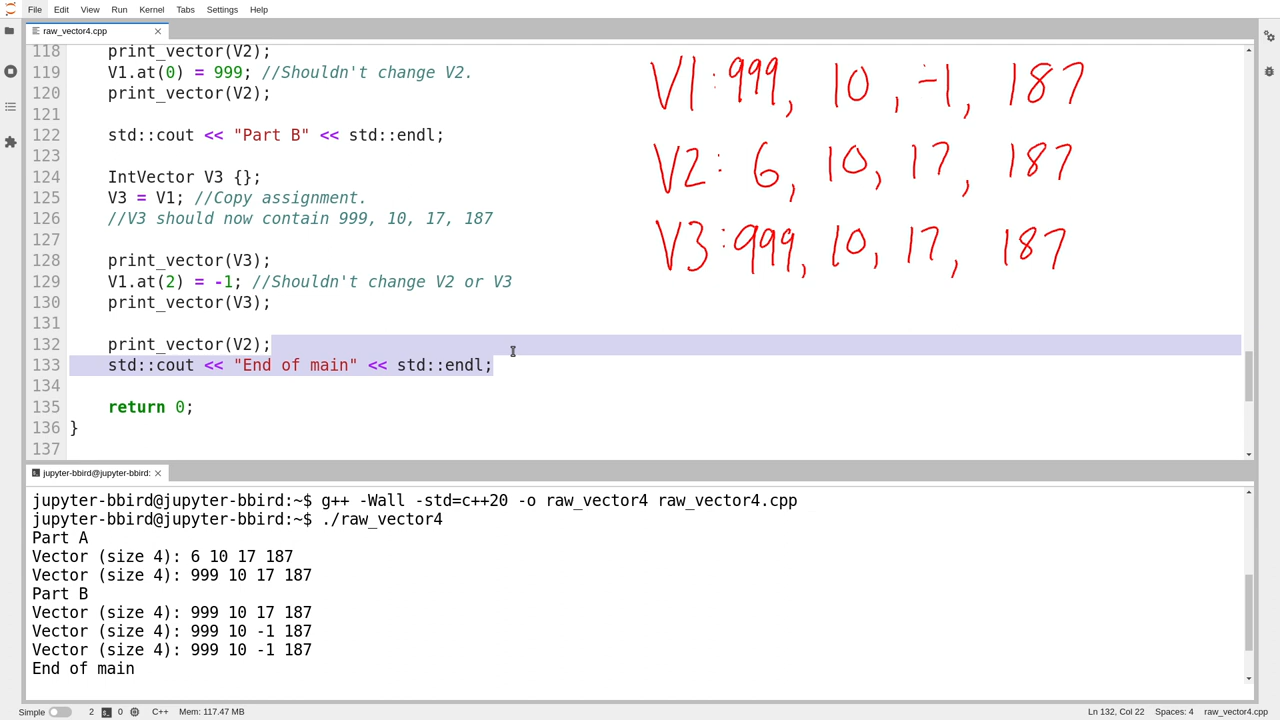 File Edit View Run Kernel Tabs Settings Help
raw_vector4.cpp
118 print_vector(V2);
119 V1.at(0) = 999; //Shouldn't change V2.
120 print_vector(V2);
121
122 std::cout << "Part B" << std::endl;
123
124 IntVector V3 {};
125 V3 = V1; //Copy assignment.
126 //V3 should now contain 999, 10, 17, 187
127
128 print_vector(V3);
129 V1.at(2) = -1; //Shouldn't change V2 or V3
130 print_vector(V3);
131
132 print_vector(V2);
133 std::cout << "End of main" << std::endl;
134
135 return 0;
136 }
137
V1: 999, 10, -1, 187
V2: 6, 10, 17, 187
V3: 999, 10, 17, 187
jupyter-bbird@jupyter-bbird:
jupyter-bbird@jupyter-bbird:~$ g++ -Wall -std=c++20 -o raw_vector4 raw_vector4.cpp
jupyter-bbird@jupyter-bbird:~$ ./raw_vector4
Part A
Vector (size 4): 6 10 17 187
Vector (size 4): 999 10 17 187
Part B
Vector (size 4): 999 10 17 187
Vector (size 4): 999 10 -1 187
Vector (size 4): 999 10 -1 187
End of main
Simple 2 0 C++ Mem: 117.47 MB Ln 132, Col 22 Spaces: 4 raw_vector4.cpp